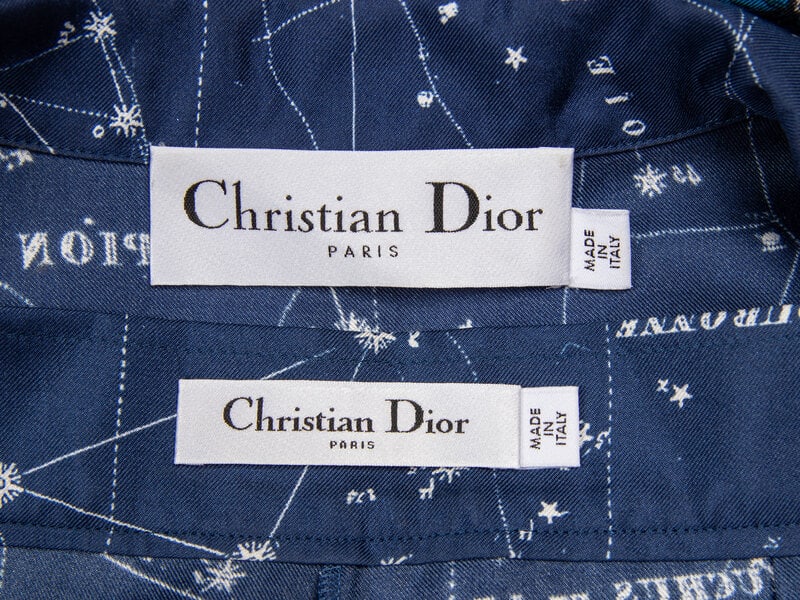 Christian Dior
PARIS
MADE
IN
ITALY
Christian Dior
PARIS
MADE
IN
ITALY